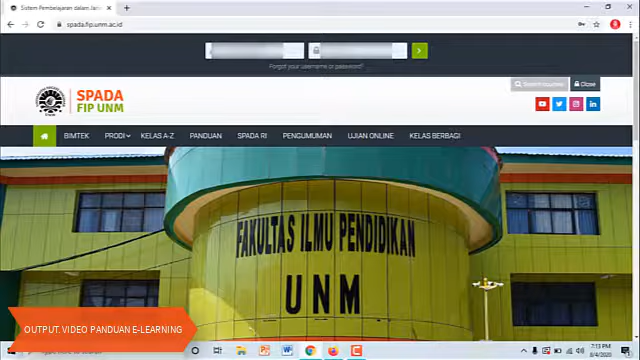 Sistem Pembelajaran dalam Jarin
spada.fip.unm.ac.id
Forgot your username or password?
Search courses
Close
SPADA
FIP UNM
BIMTEK PRODI KELAS A-Z PANDUAN SPADA RI PENGUMUMAN UJIAN ONLINE KELAS BERBAGI
FAKULTAS ILMU PENDIDIKAN
UNM
OUTPUT VIDEO PANDUAN E-LEARNING
7:13 PM
8/4/2020